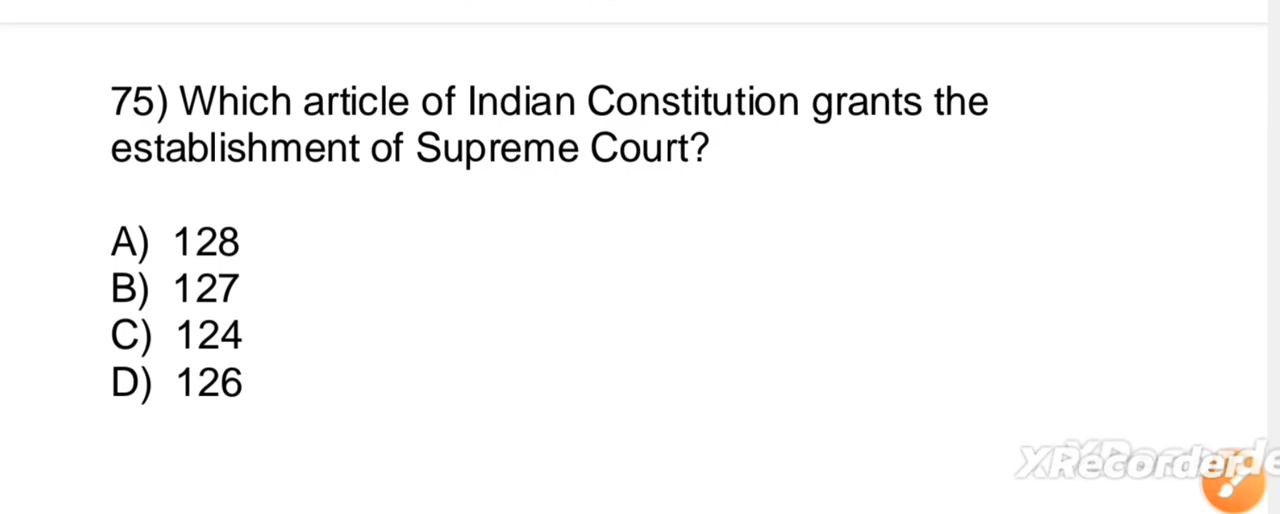 75) Which article of Indian Constitution grants the
establishment of Supreme Court?
A) 128
B) 127
C) 124
D) 126
XRecorder